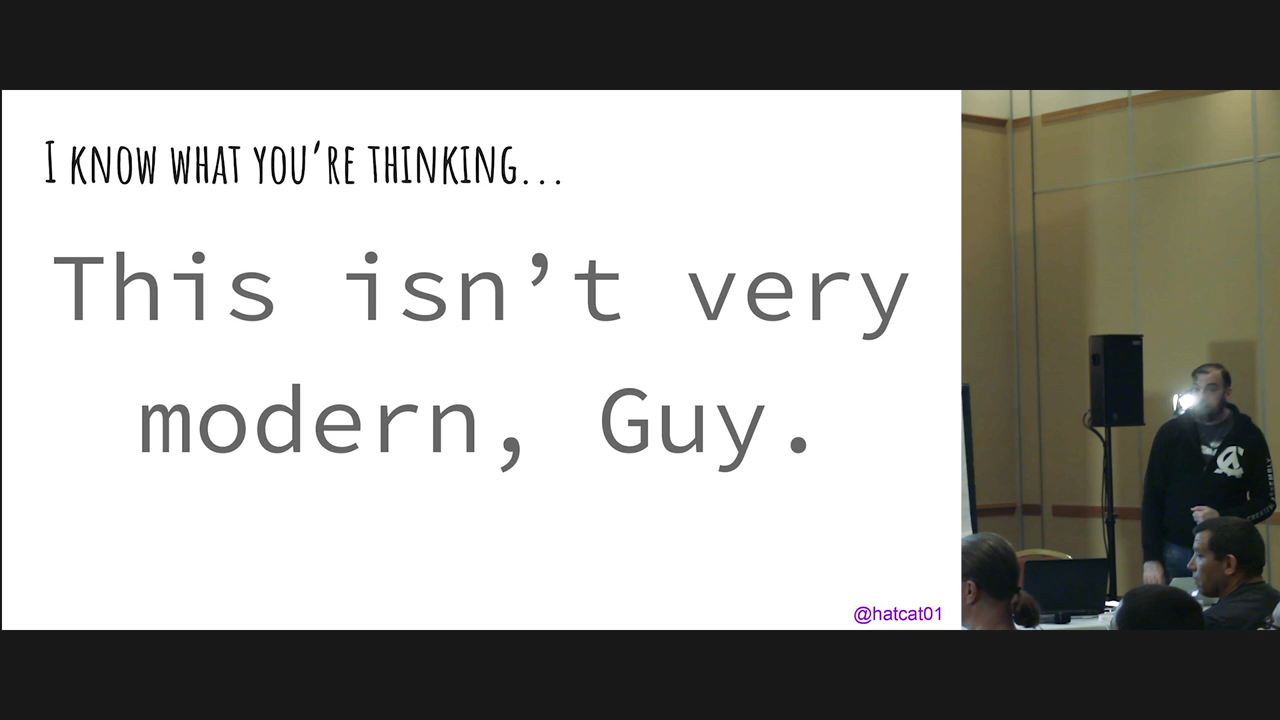 I know what you're thinking...
This isn't very
modern, Guy.
@hatcat01